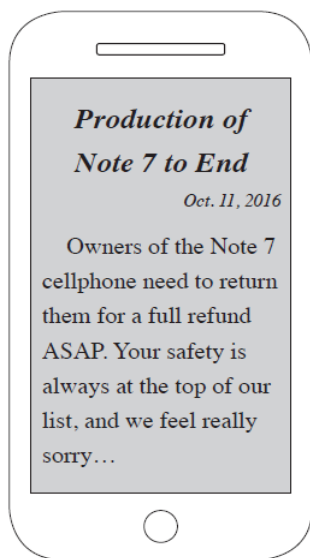 Production of
Note 7 to End
Oct. 11, 2016
Owners of the Note 7
cellphone need to return
them for a full refund
ASAP. Your safety is
always at the top of our
list, and we feel really
sorry…